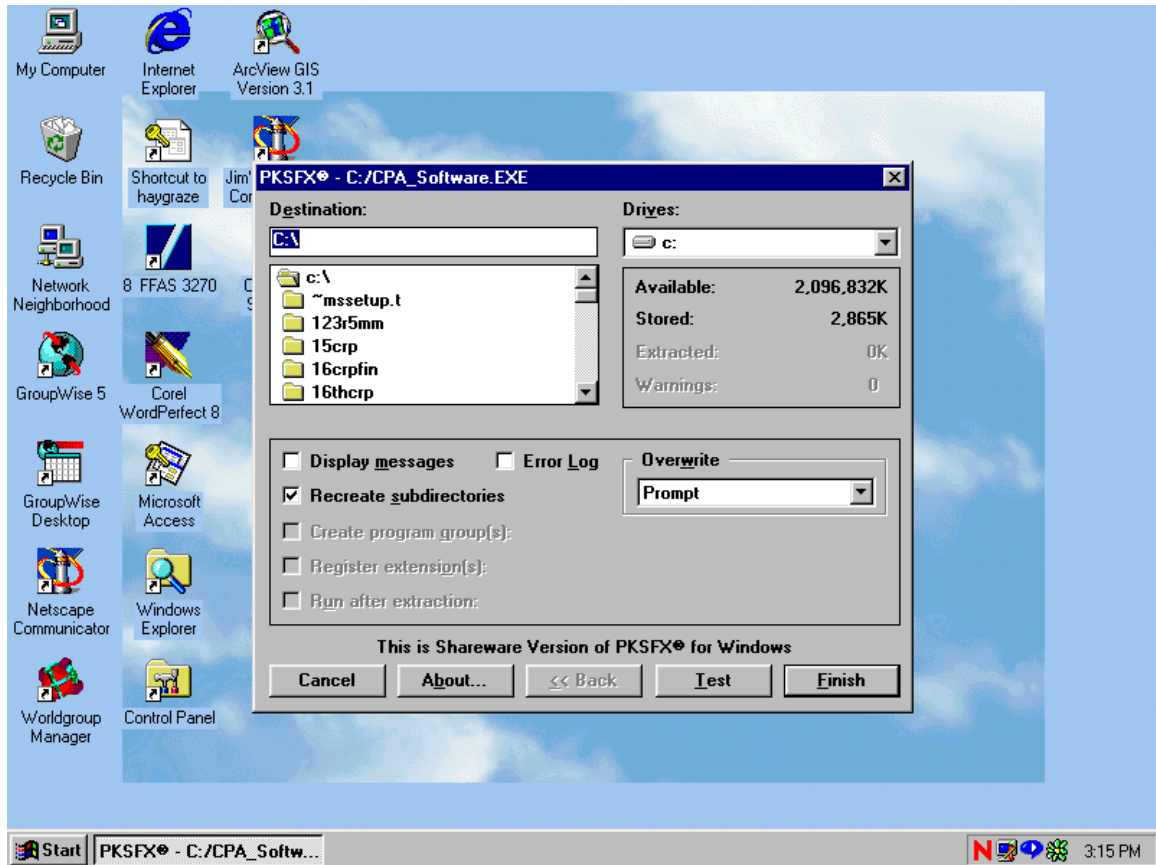 My Computer
Internet
Explorer
ArcView GIS
Version 3.1
Recycle Bin
Shortcut to
haygraze
Jim'
Cor
Network
Neighborhood
8 FFAS 3270
C
S
GroupWise 5
Corel
WordPerfect 8
GroupWise
Desktop
Microsoft
Access
Netscape
Communicator
Windows
Explorer
Worldgroup
Manager
Control Panel
PKSFX® - C:/CPA_Software.EXE
Destination:
C:\
c:\
~mssetup.t
123r5mm
15crp
16crpfin
16thcrp
Drives:
c:
Available: 2,096,832K
Stored: 2,865K
Extracted: 0K
Warnings: 0
Display messages
Error Log
Recreate subdirectories
Create program group(s):
Register extension(s):
Run after extraction:
Overwrite
Prompt
This is Shareware Version of PKSFX® for Windows
Cancel
About...
<< Back
Test
Finish
Start
PKSFX® - C:/CPA_Softw...
N
3:15 PM